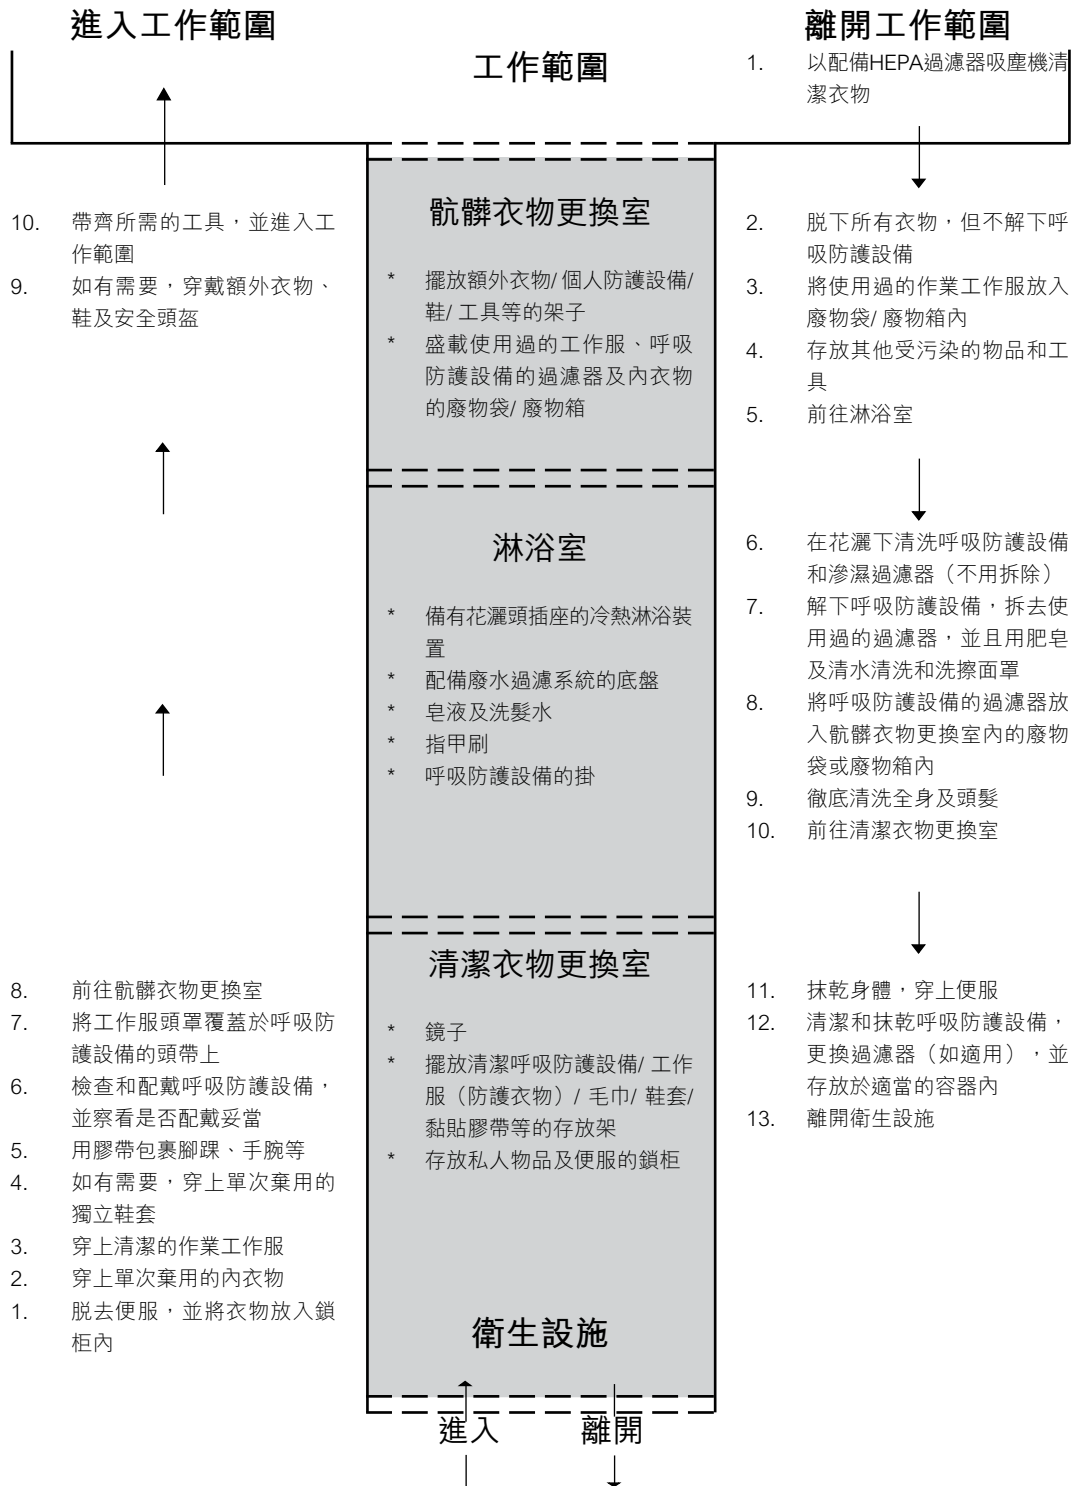 進入工作範圍
工作範圍
離開工作範圍
1. 以配備HEPA過濾器吸塵機清
潔衣物
10. 帶齊所需的工具，並進入工
作範圍
9. 如有需要，穿戴額外衣物、
鞋及安全頭盔
骯髒衣物更換室
* 擺放額外衣物/ 個人防護設備/
鞋/ 工具等的架子
* 盛載使用過的工作服、呼吸
防護設備的過濾器及內衣物
的廢物袋/ 廢物箱
2. 脱下所有衣物，但不解下呼
吸防護設備
3. 將使用過的作業工作服放入
廢物袋/ 廢物箱內
4. 存放其他受污染的物品和工
具
5. 前往淋浴室
淋浴室
* 備有花灑頭插座的冷熱淋浴裝
置
* 配備廢水過濾系統的底盤
* 皂液及洗髮水
* 指甲刷
* 呼吸防護設備的掛
6. 在花灑下清洗呼吸防護設備
和滲濕過濾器（不用拆除）
7. 解下呼吸防護設備，拆去使
用過的過濾器，並且用肥皂
及清水清洗和洗擦面罩
8. 將呼吸防護設備的過濾器放
入骯髒衣物更換室內的廢物
袋或廢物箱內
9. 徹底清洗全身及頭髮
10. 前往清潔衣物更換室
8. 前往骯髒衣物更換室
7. 將工作服頭罩覆蓋於呼吸防
護設備的頭帶上
6. 檢查和配戴呼吸防護設備，
並察看是否配戴妥當
5. 用膠帶包裹腳踝、手腕等
4. 如有需要，穿上單次棄用的
獨立鞋套
3. 穿上清潔的作業工作服
2. 穿上單次棄用的內衣物
1. 脱去便服，並將衣物放入鎖
柜內
清潔衣物更換室
* 鏡子
* 擺放清潔呼吸防護設備/ 工作
服（防護衣物）/ 毛巾/ 鞋套/
黏貼膠帶等的存放架
* 存放私人物品及便服的鎖柜
衛生設施
11. 抹乾身體，穿上便服
12. 清潔和抹乾呼吸防護設備，
更換過濾器（如適用），並
存放於適當的容器內
13. 離開衛生設施
進入
離開